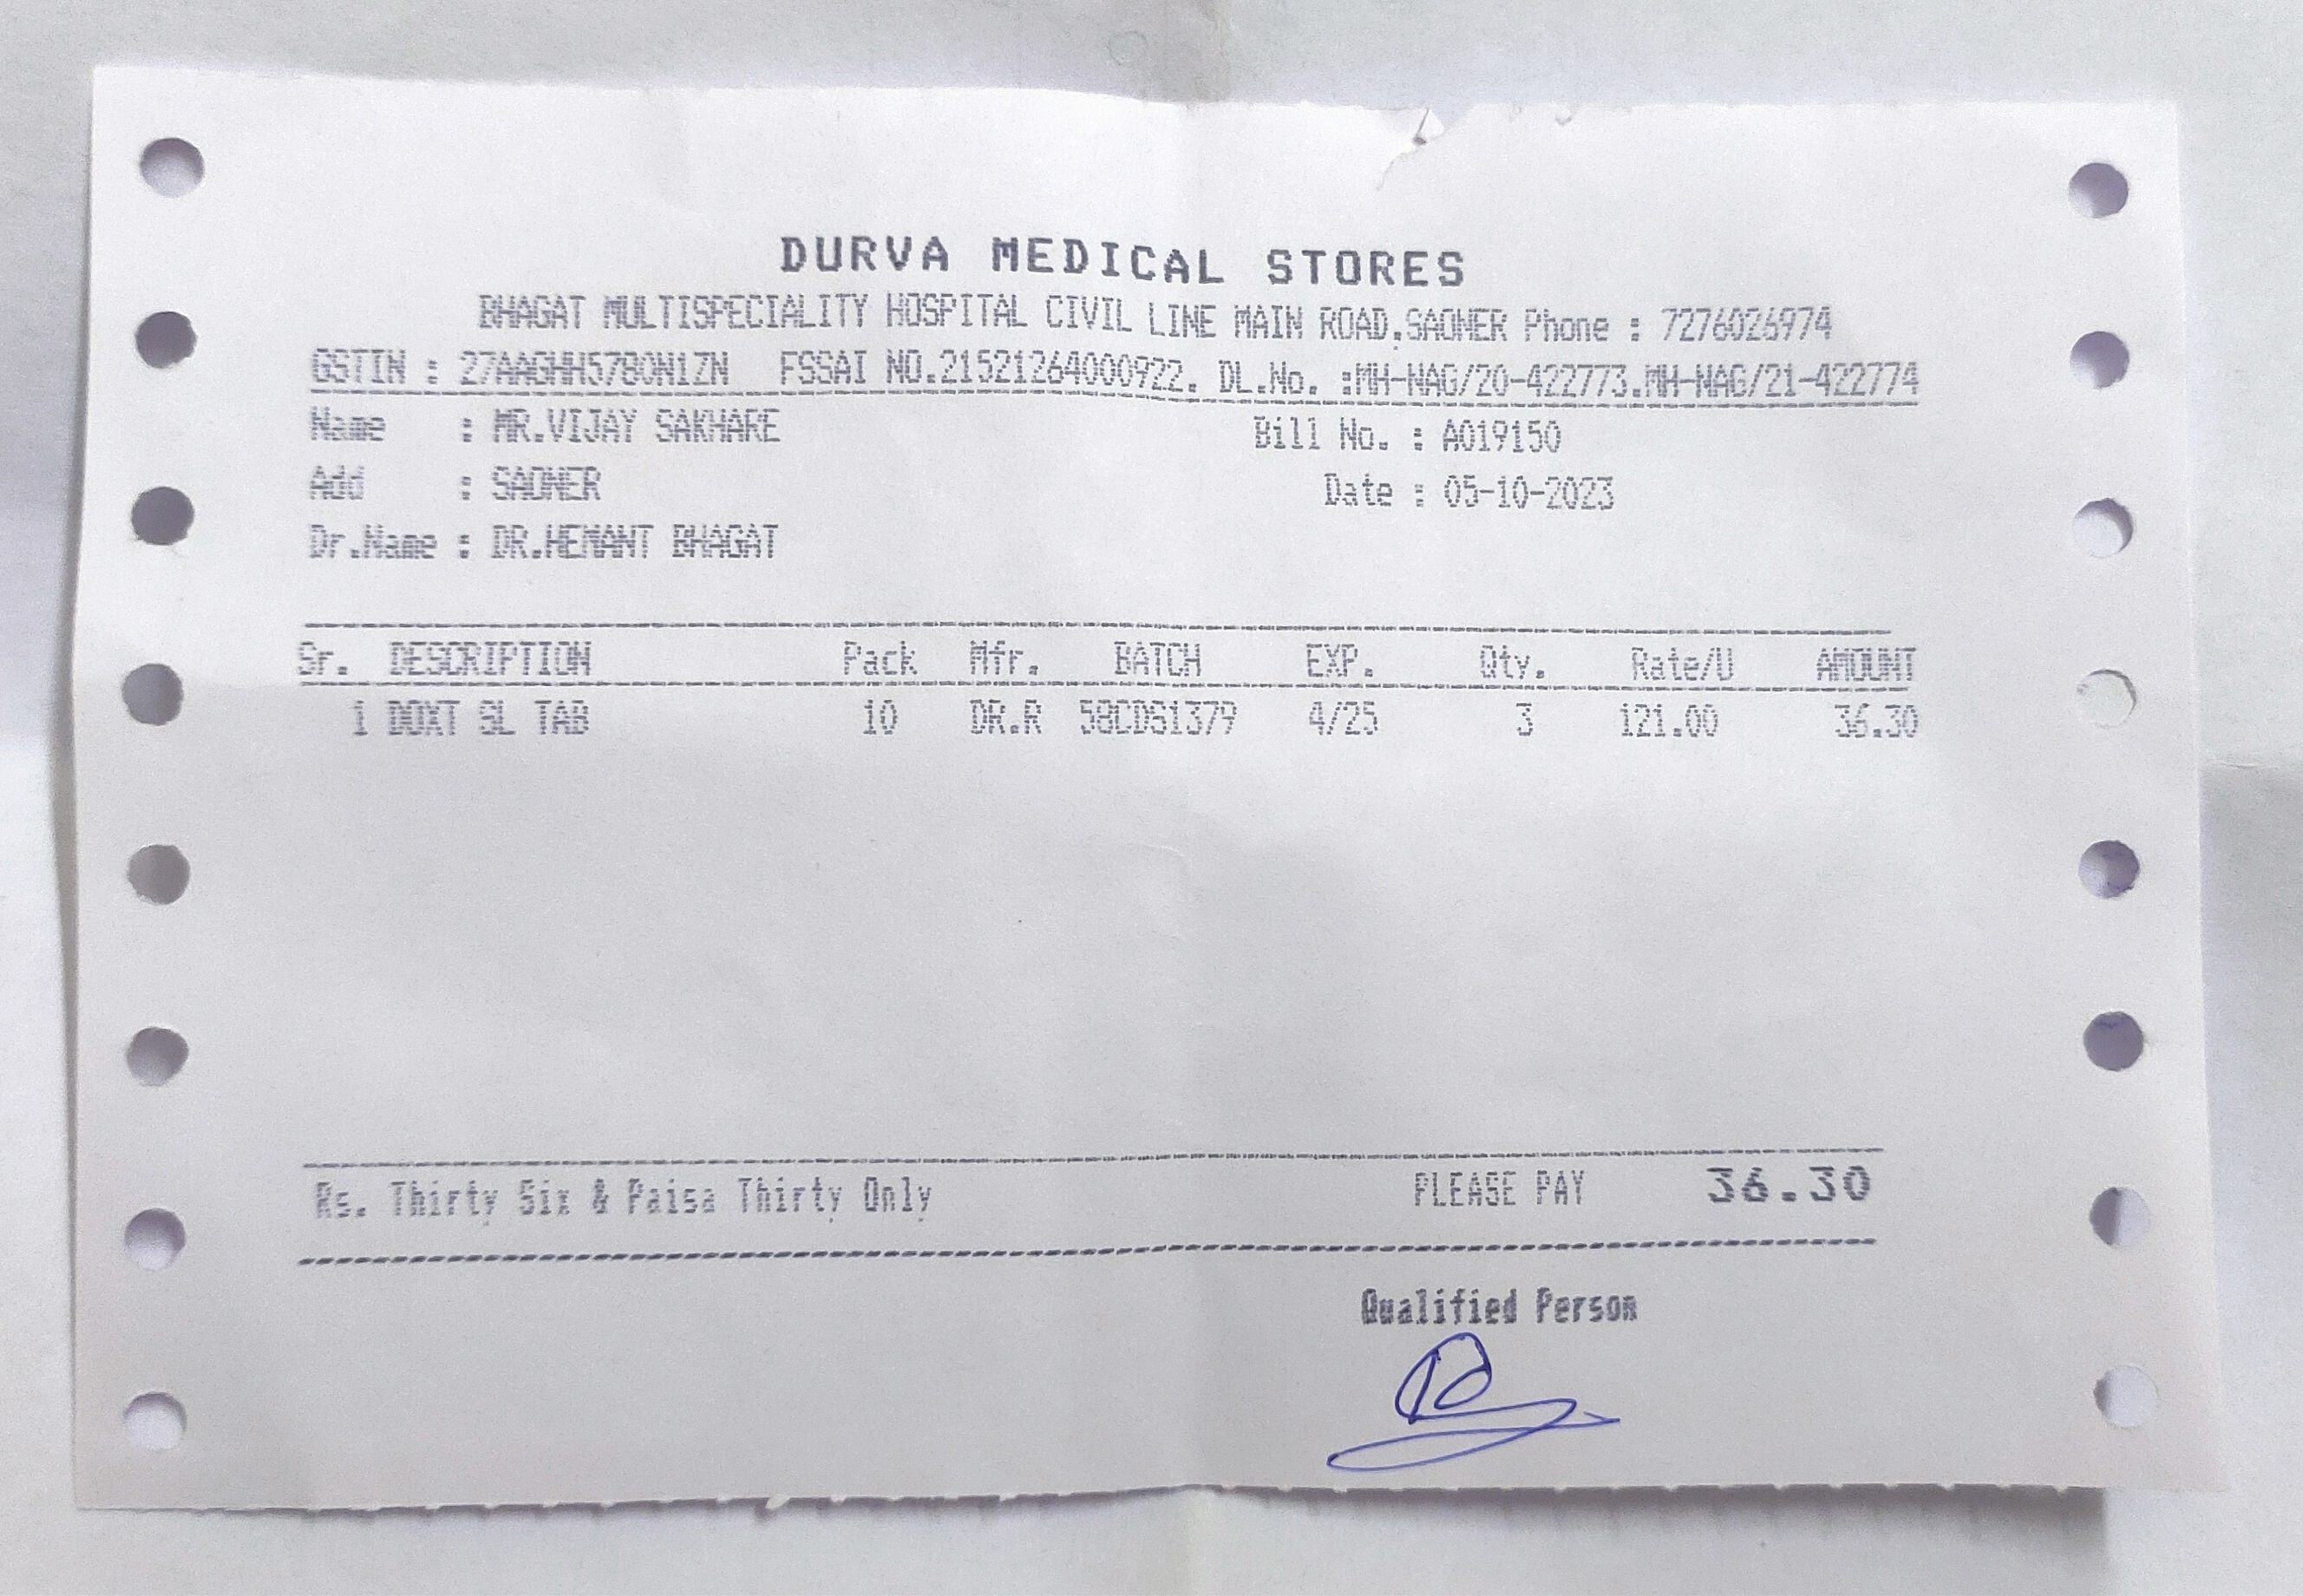 DURVA MEDICAL STORES
BHAGAT MULTISPECIALITY HOSPITAL CIVIL LINE MAIN ROAD,SAONER Phone : 7276026974
GSTIN : 27AAGHH5780N1ZN FSSAI NO.21521264000922. DL.No. :MH-NAG/20-422773.MH-NAG/21-422774
Name : MR.VIJAY SAKHARE Bill No. : A019150
Add : SAONER Date : 05-10-2023
Dr.Name : DR.HEMANT BHAGAT
Sr. DESCRIPTION Pack Mfr. BATCH EXP. Qty. Rate/U AMOUNT
1 DOXT SL TAB 10 DR.R 4/25 3 121.00 36.30
Rs. Thirty Six & Paisa Thirty Only PLEASE PAY 36.30
Qualified Person